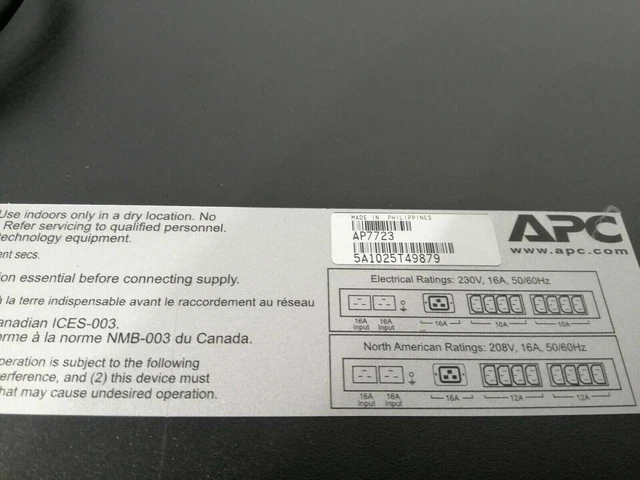 Use indoors only in a dry location. No
Refer servicing to qualified personnel.
technology equipment.
ent secs.
ion essential before connecting supply.
à la terre indispensable avant le raccordement au réseau
anadian ICES-003.
orme à la norme NMB-003 du Canada.
peration is subject to the following
erference, and (2) this device must
hat may cause undesired operation.
MADE IN PHILIPPINES
AP7723
5A1025T49879
APC
www.apc.com
Electrical Ratings: 230V, 16A, 50/60Hz
16A Input 16A Input 16A 10A 10A
North American Ratings: 208V, 16A, 50/60Hz
16A Input 16A Input 16A 12A 12A